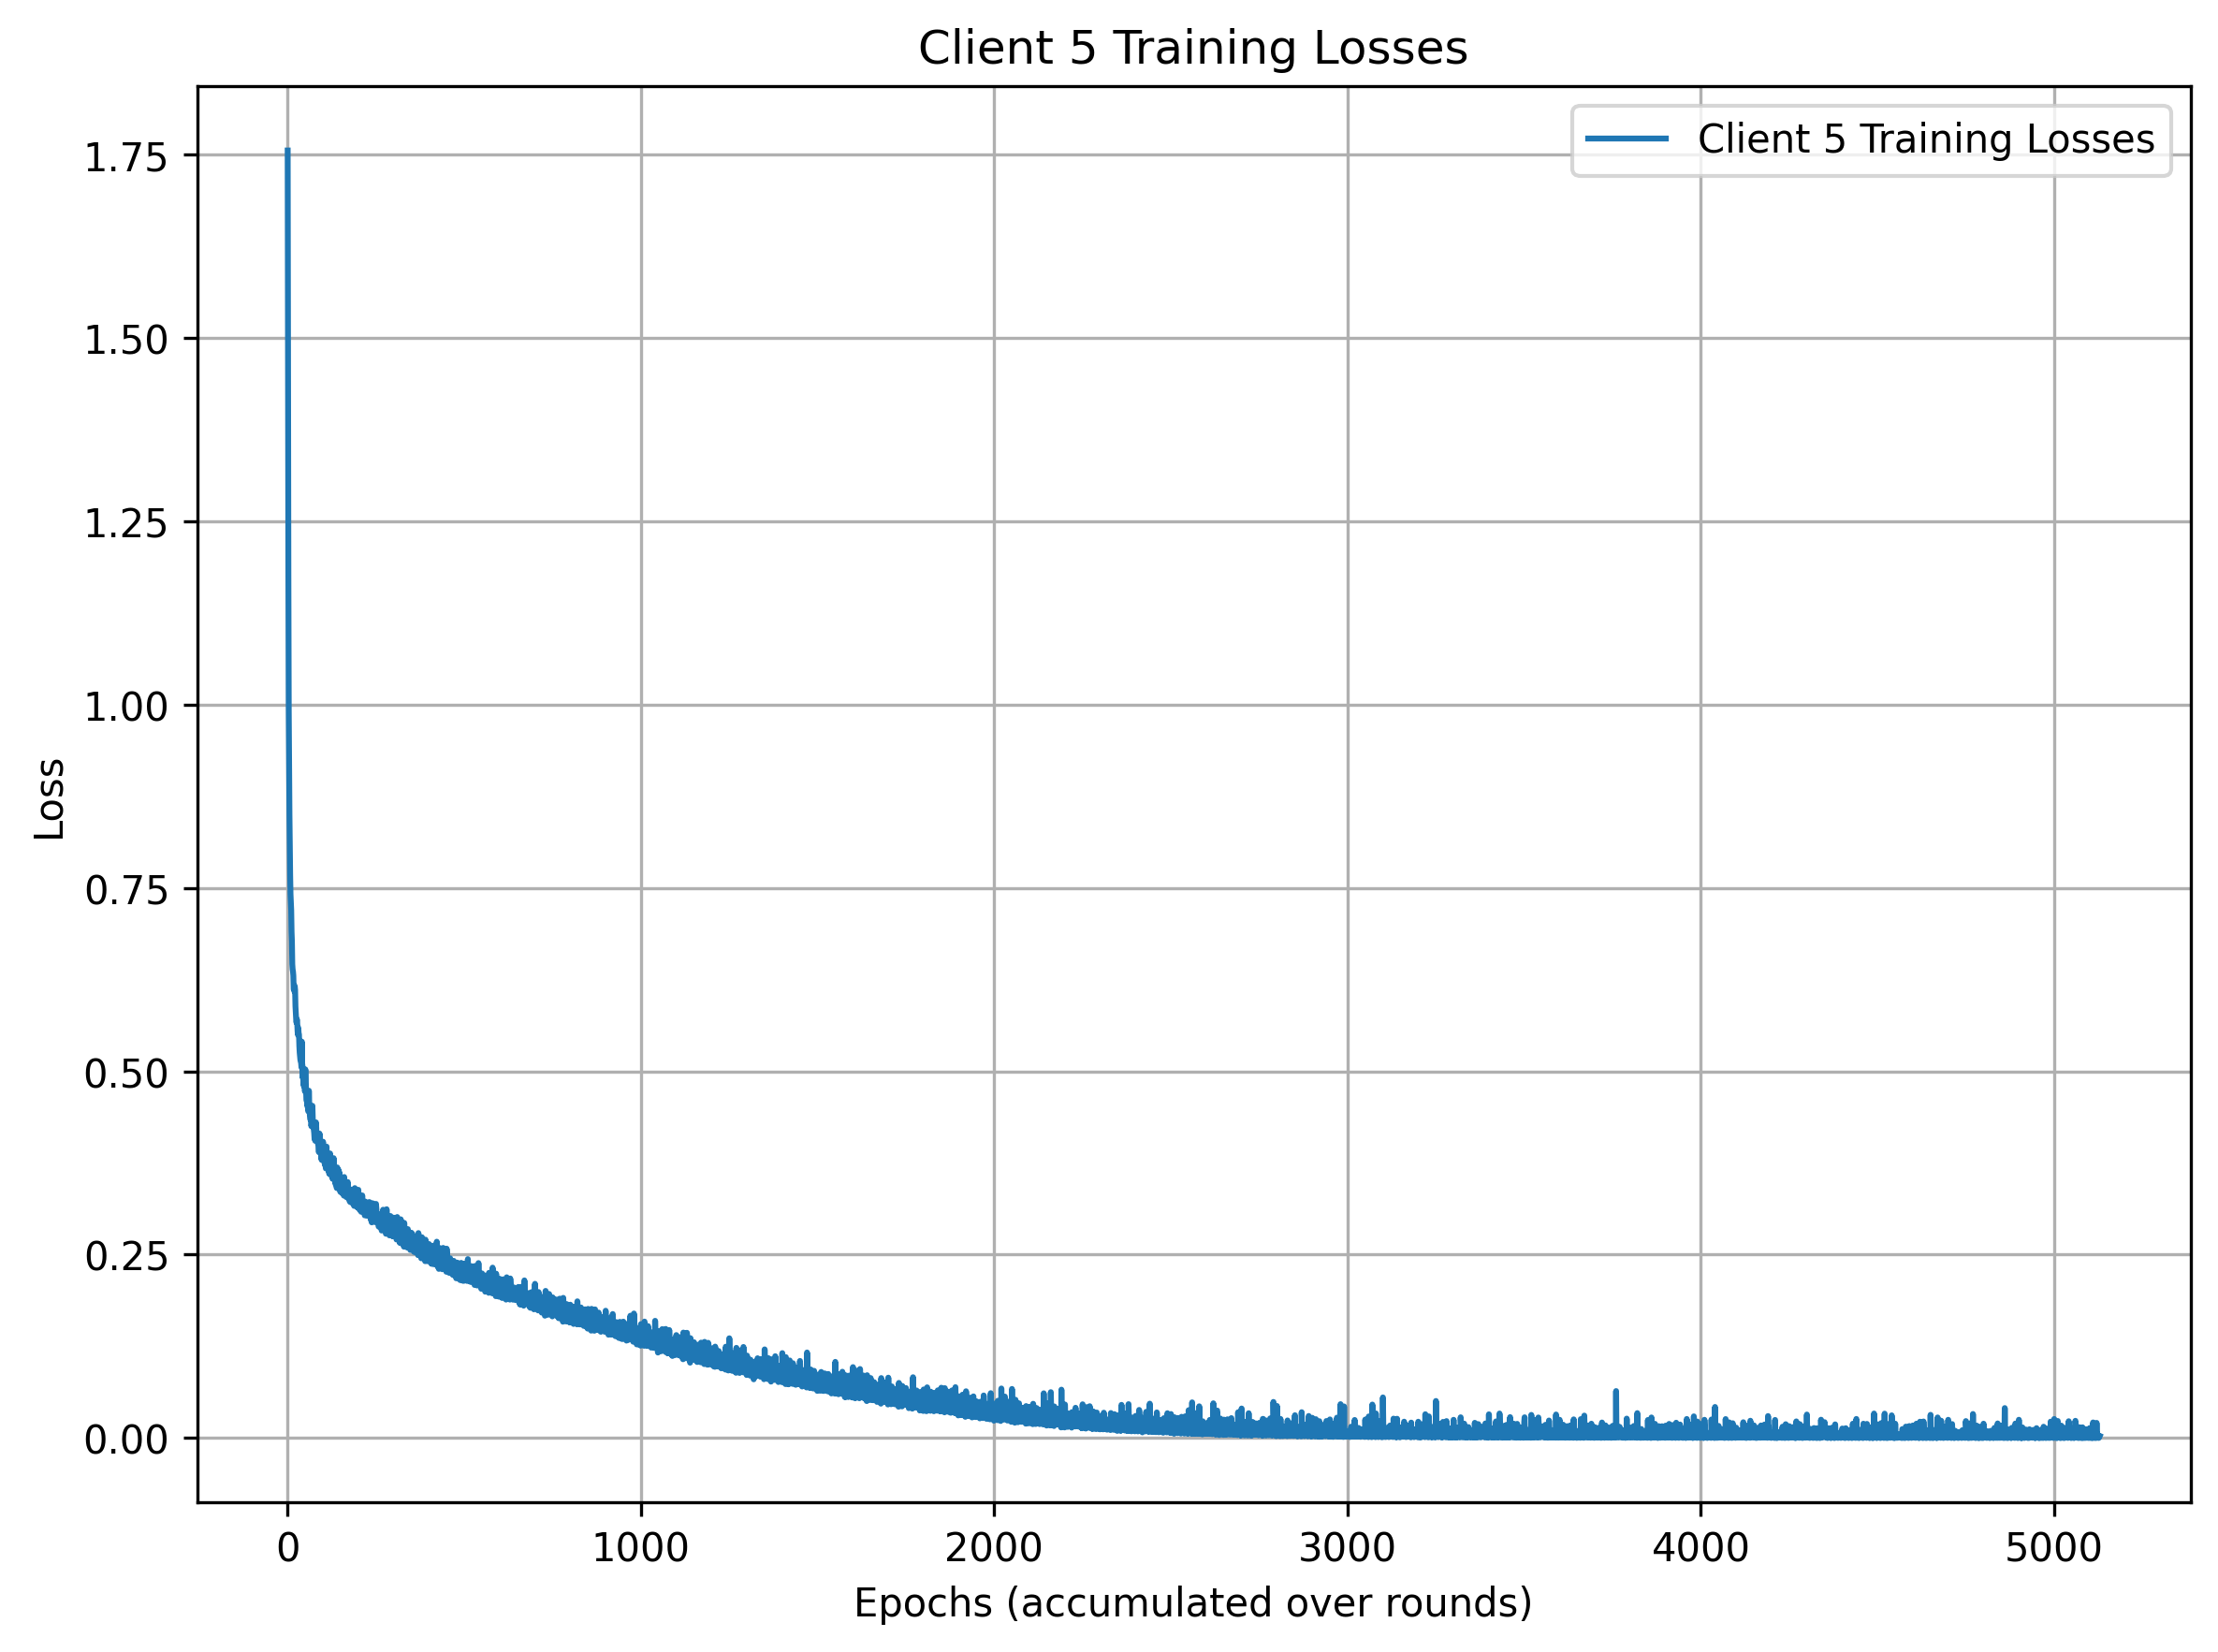 Client 5 Training Losses
Client 5 Training Losses
1.75
1.50
1.25
1.00
0.75
0.50
0.25
0.00
Loss
0 1000 2000 3000 4000 5000
Epochs (accumulated over rounds)